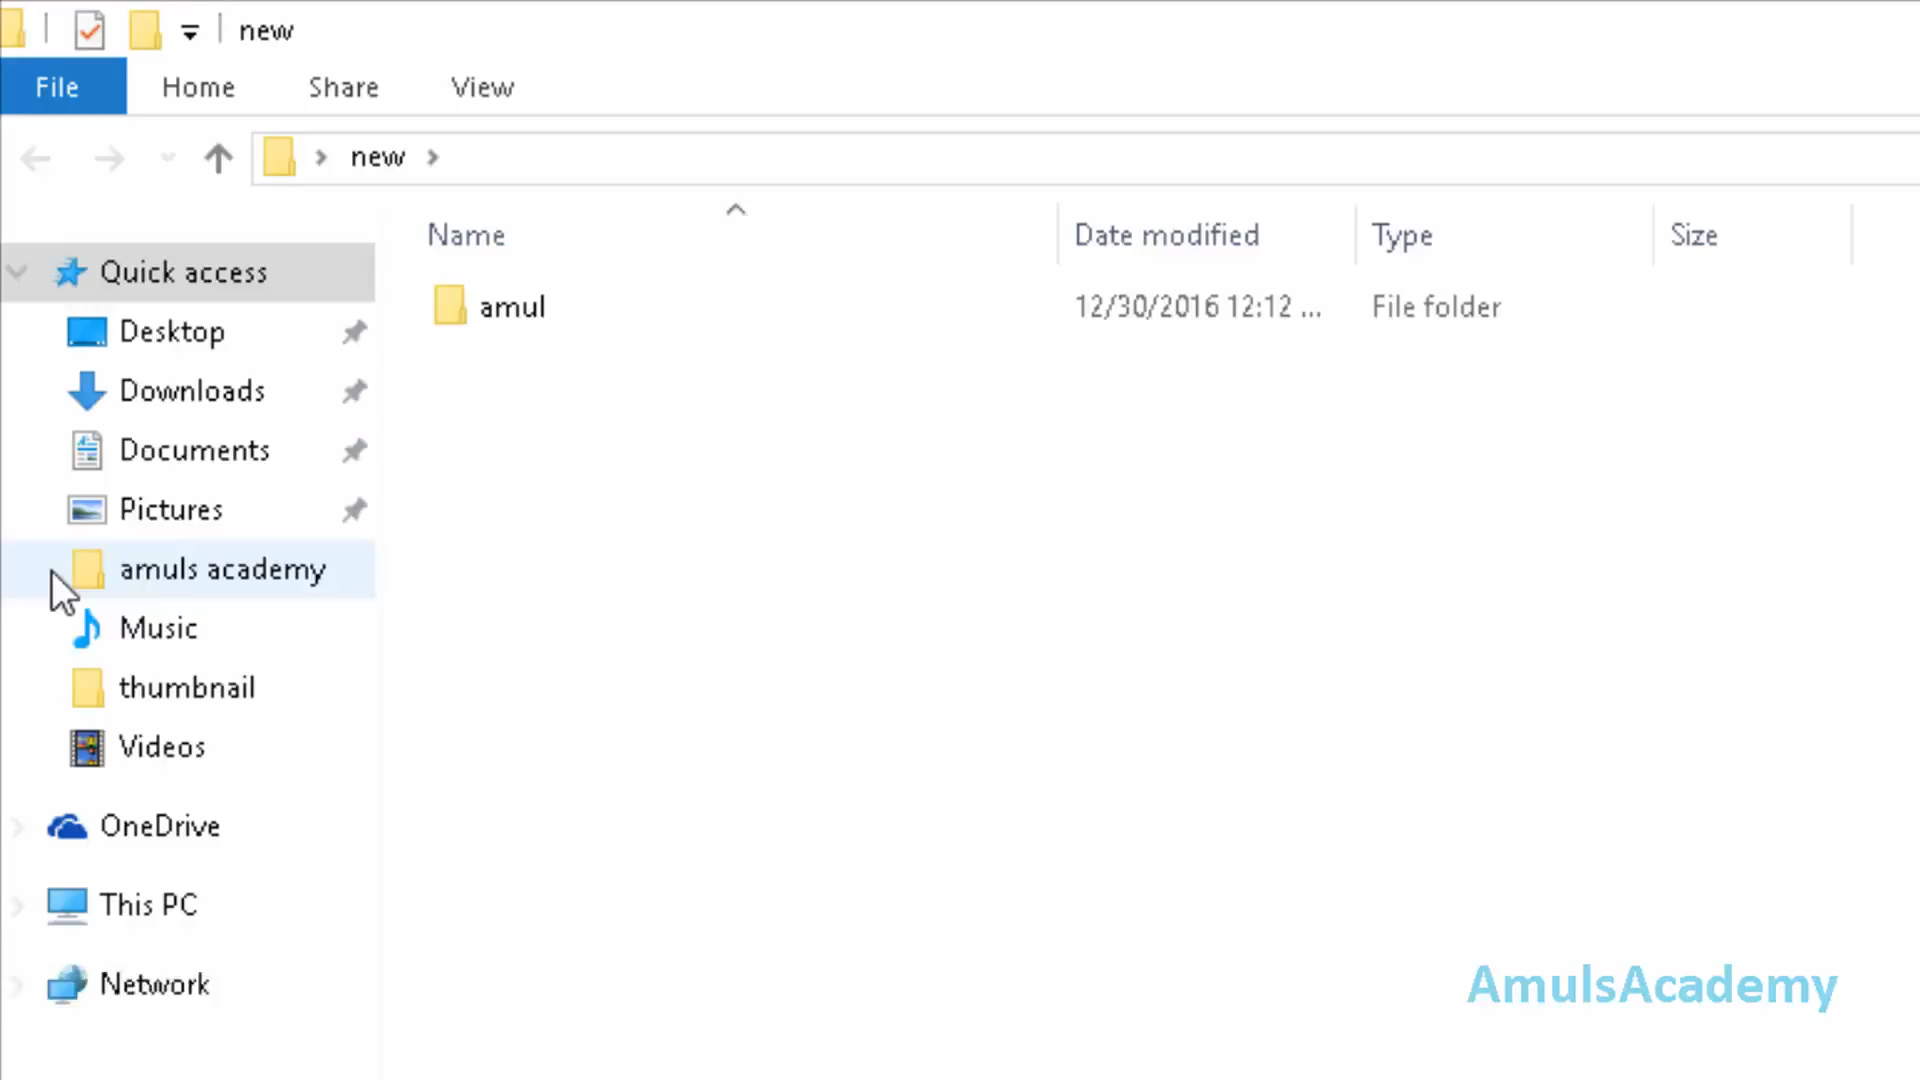 new
File Home Share View
new
Name Date modified Type Size
Quick access
amul 12/30/2016 12:12 ... File folder
Desktop
Downloads
Documents
Pictures
amuls academy
Music
thumbnail
Videos
OneDrive
This PC
Network
AmulsAcademy